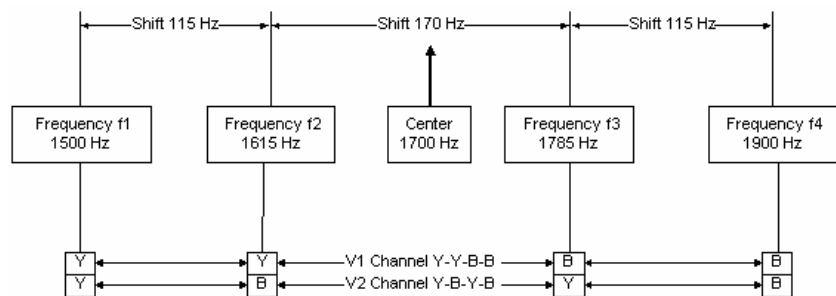 Shift 115 Hz Shift 170 Hz Shift 115 Hz
Frequency f1
1500 Hz
Frequency f2
1615 Hz
Center
1700 Hz
Frequency f3
1785 Hz
Frequency f4
1900 Hz
Y Y V1 Channel Y-Y-B-B B B
Y B V2 Channel Y-B-Y-B Y B